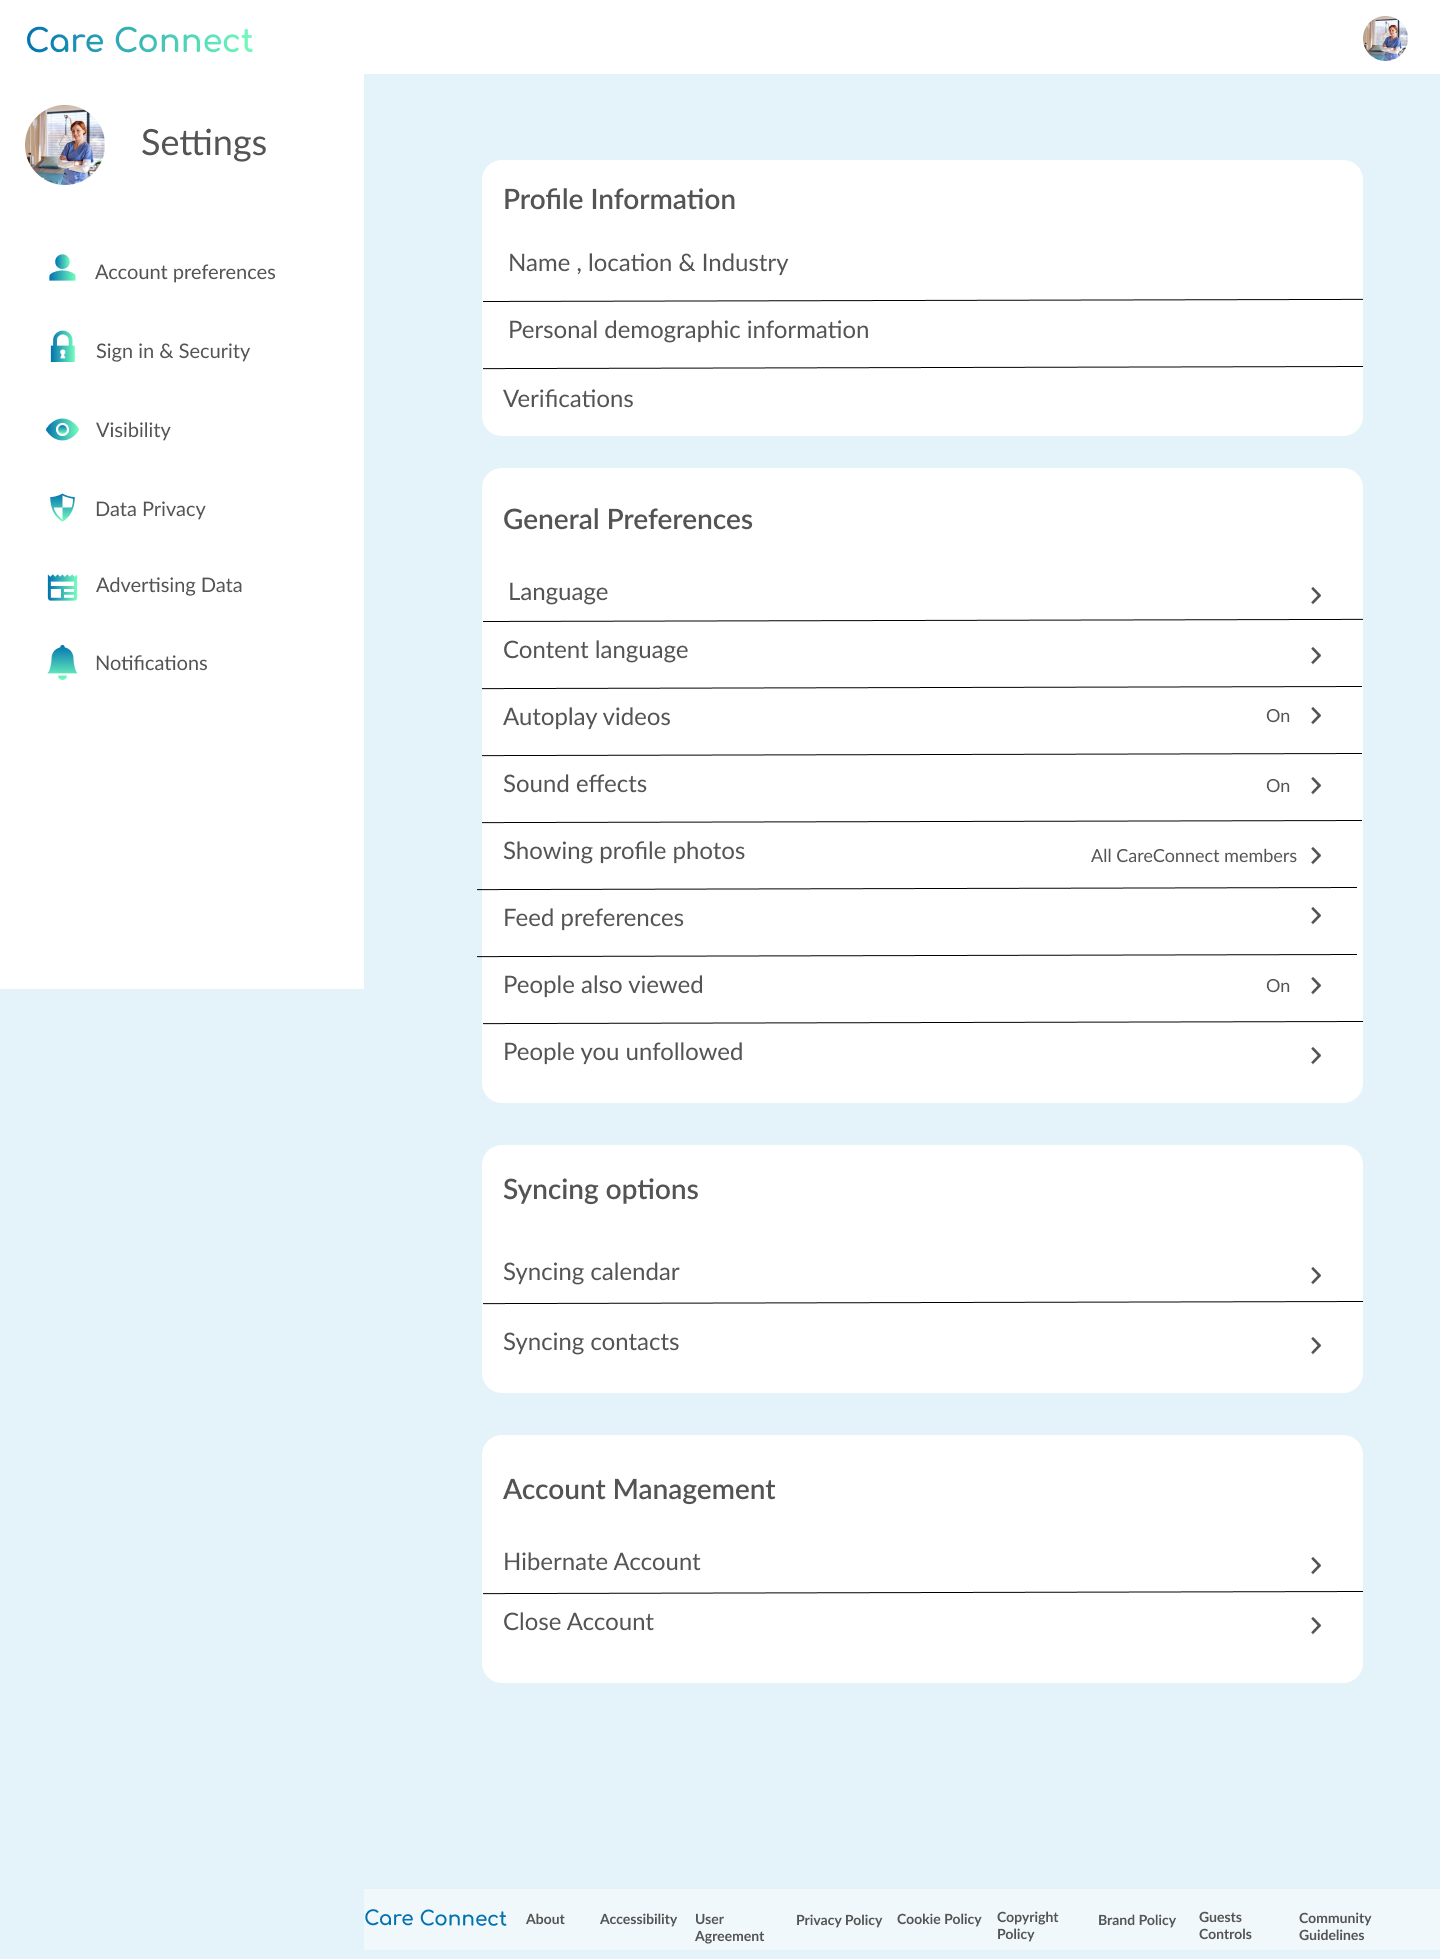 Care Connect
Settings
Account preferences
Sign in & Security
Visibility
Data Privacy
Advertising Data
Notifications
Profile Information
Name , location & Industry
Personal demographic information
Verifications
General Preferences
Language
Content language
Autoplay videos On
Sound effects On
Showing profile photos All CareConnect members
Feed preferences
People also viewed On
People you unfollowed
Syncing options
Syncing calendar
Syncing contacts
Account Management
Hibernate Account
Close Account
Care Connect
About
Accessibility
User
Agreement
Privacy Policy
Cookie Policy
Copyright
Policy
Brand Policy
Guests
Controls
Community
Guidelines